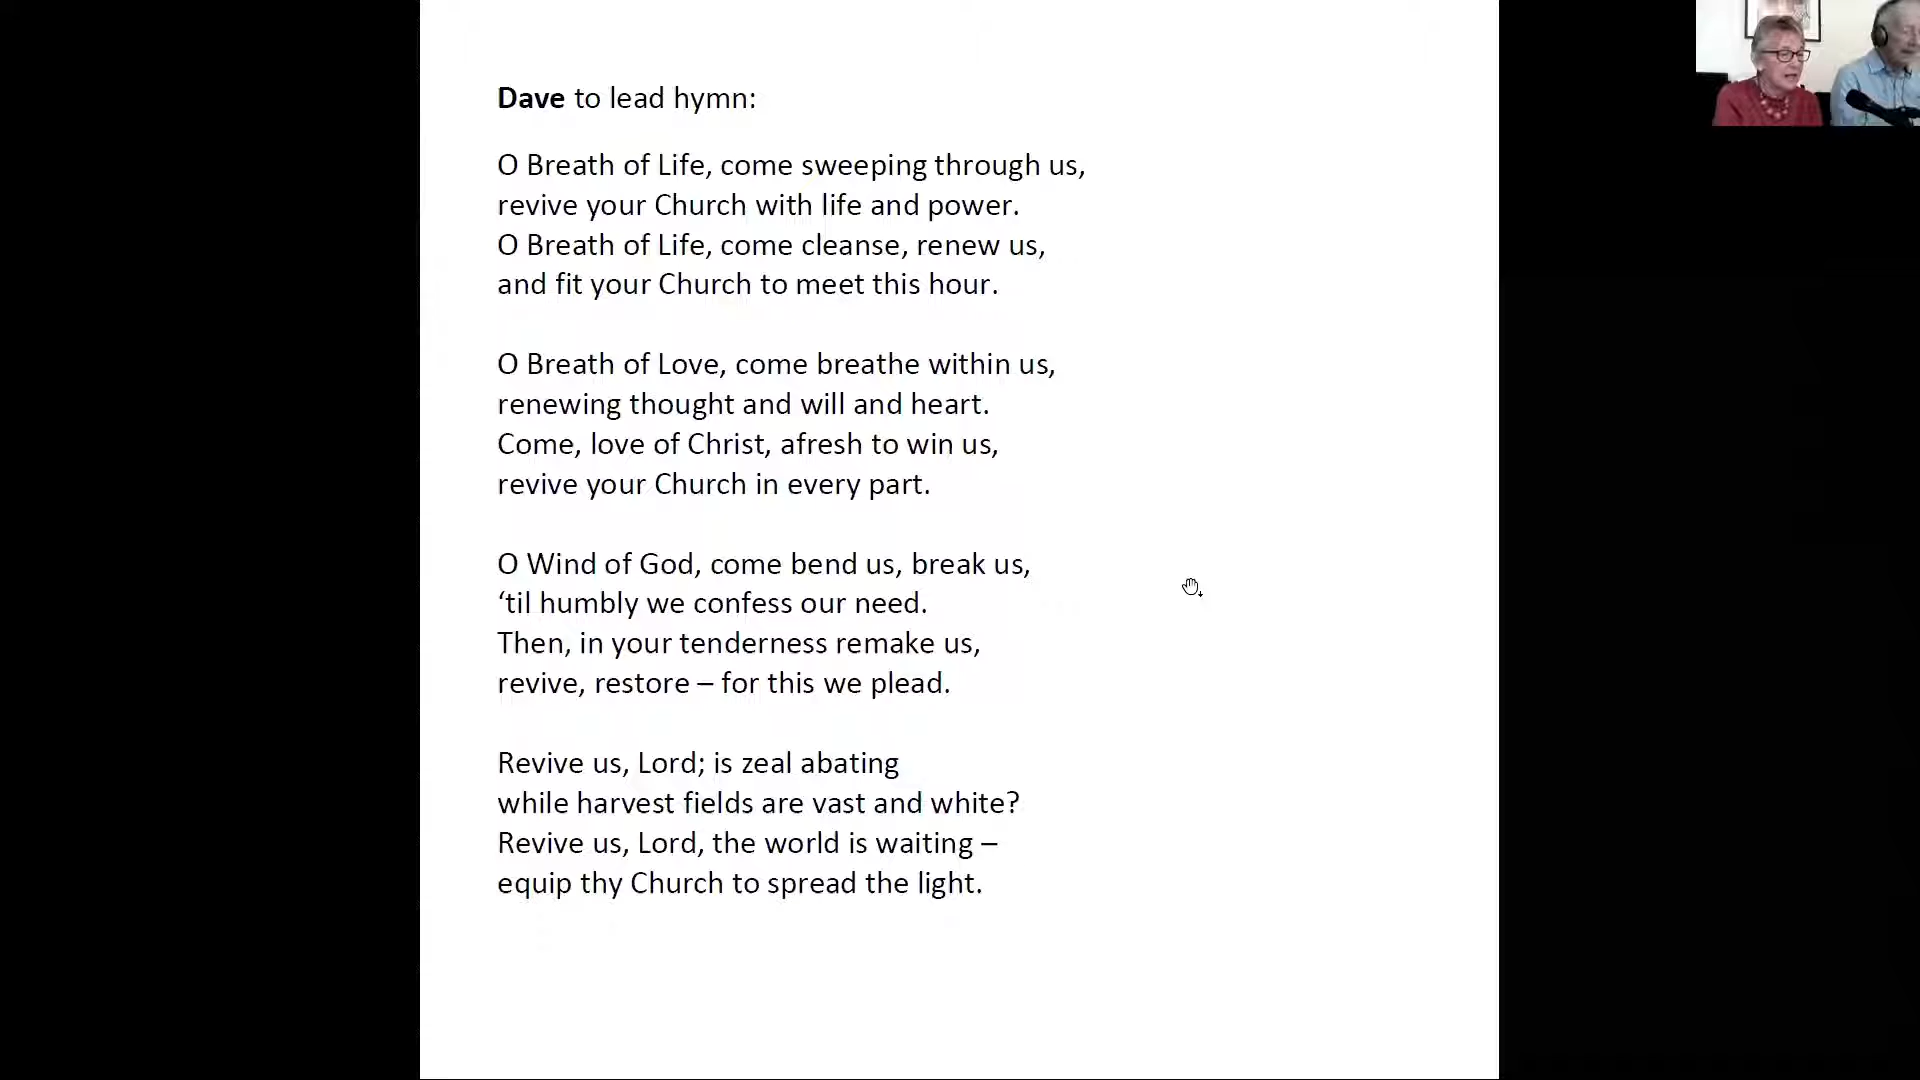 Dave to lead hymn:
O Breath of Life, come sweeping through us,
revive your Church with life and power.
O Breath of Life, come cleanse, renew us,
and fit your Church to meet this hour.
O Breath of Love, come breathe within us,
renewing thought and will and heart.
Come, love of Christ, afresh to win us,
revive your Church in every part.
O Wind of God, come bend us, break us,
‘til humbly we confess our need.
Then, in your tenderness remake us,
revive, restore – for this we plead.
Revive us, Lord; is zeal abating
while harvest fields are vast and white?
Revive us, Lord, the world is waiting –
equip thy Church to spread the light.